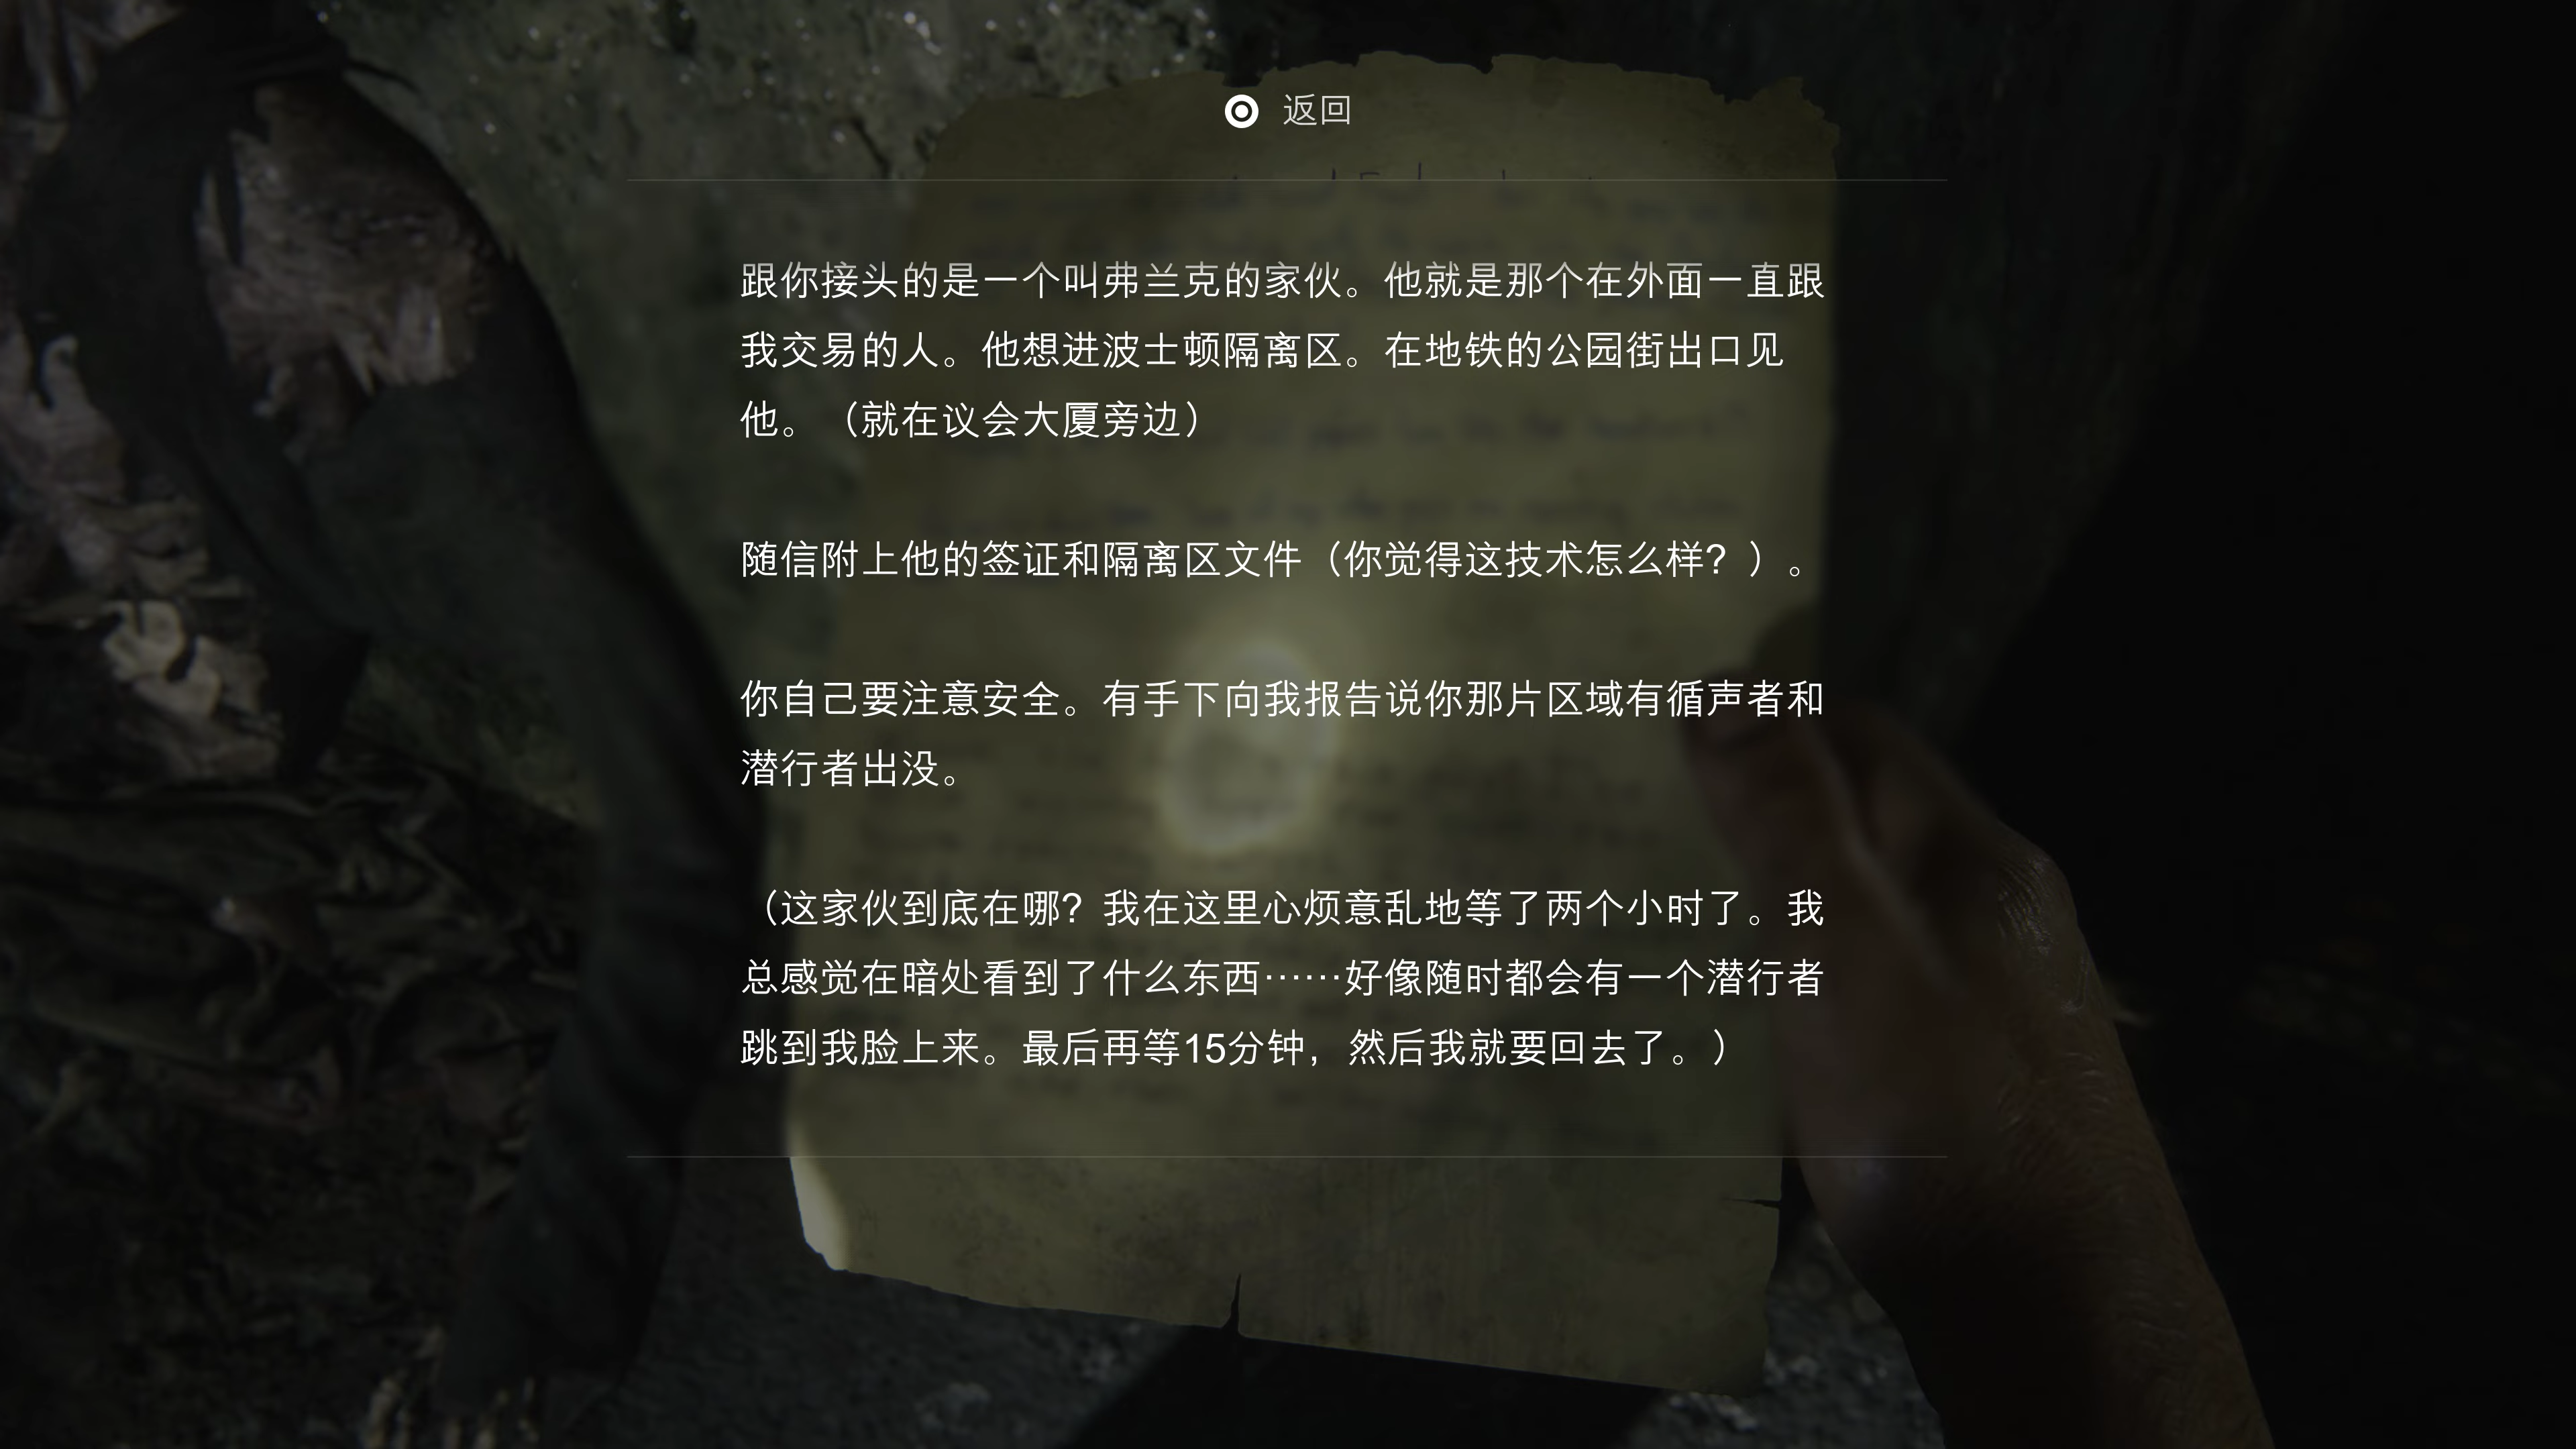 返回
跟你接头的是一个叫弗兰克的家伙。他就是那个在外面一直跟
我交易的人。他想进波士顿隔离区。在地铁的公园街出口见
他。（就在议会大厦旁边）
随信附上他的签证和隔离区文件（你觉得这技术怎么样？）。
你自己要注意安全。有手下向我报告说你那片区域有循声者和
潜行者出没。
（这家伙到底在哪？我在这里心烦意乱地等了两个小时了。我
总感觉在暗处看到了什么东西……好像随时都会有一个潜行者
跳到我脸上来。最后再等15分钟，然后我就要回去了。）